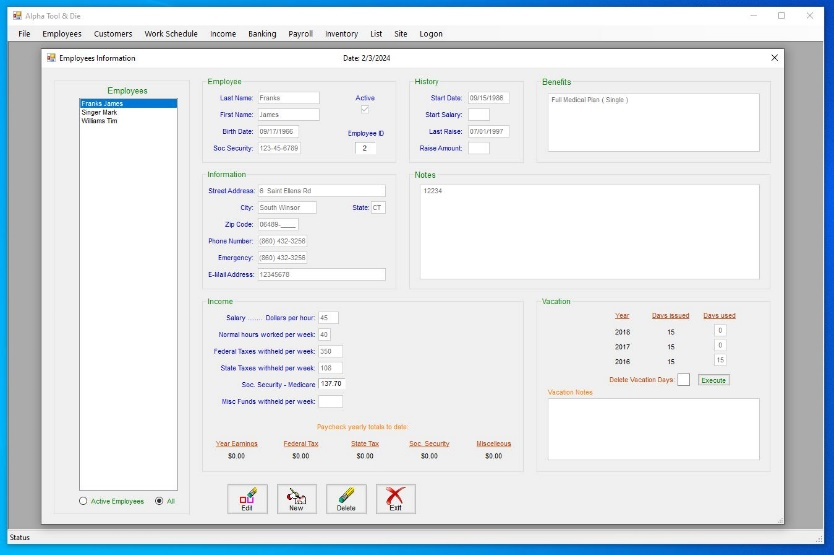 Alpha Tool & Die
File Employees Customers Work Schedule Income Banking Payroll Inventory List Site Logon
Employees Information Date: 2/3/2024
Employees
Franks James
Singer Mark
Williams Tim
Active Employees All
Employee
Last Name: Franks Active
First Name: James
Birth Date: 09/17/1966 Employee ID
Soc Security: 123-45-6789 2
History
Start Date: 09/15/1986
Start Salary:
Last Raise: 07/01/1997
Raise Amount:
Benefits
Full Medical Plan ( Single )
Information
Street Address: 8 Saint Ellens Rd
City: South Winsor State: CT
Zip Code: 06489-____
Phone Number: (860) 432-3256
Emergency: (860) 432-3256
E-Mail Address: 12345678
Notes
12234
Income
Salary ....... Dollars per hour: 45
Normal hours worked per week: 40
Federal Taxes withheld per week: 350
State Taxes withheld per week: 108
Soc. Security - Medicare 137.70
Misc Funds withheld per week:
Paycheck yearly totals to date:
Year Earnings Federal Tax State Tax Soc. Security Miscelleous
$0.00 $0.00 $0.00 $0.00 $0.00
Vacation
Year Days issued Days used
2018 15 0
2017 15 0
2016 15 15
Delete Vacation Days: Execute
Vacation Notes
Edit New Delete Exit
Status